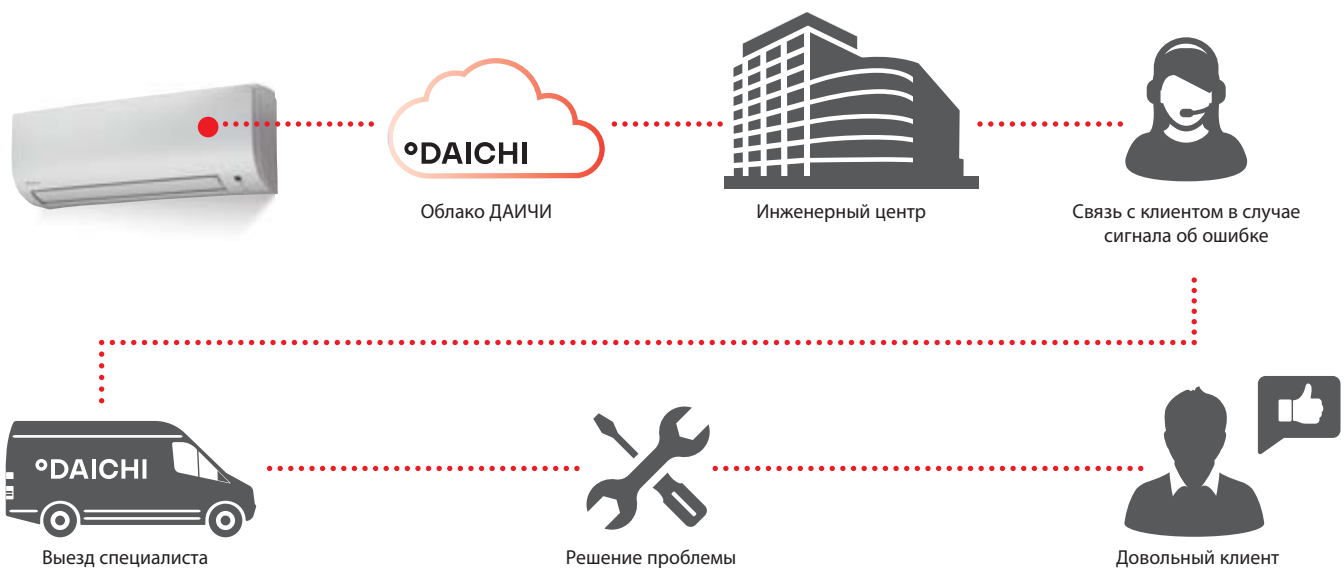 °DAICHI
Облако ДАИЧИ
Инженерный центр
Связь с клиентом в случае
сигнала об ошибке
°DAICHI
Выезд специалиста
Решение проблемы
Довольный клиент